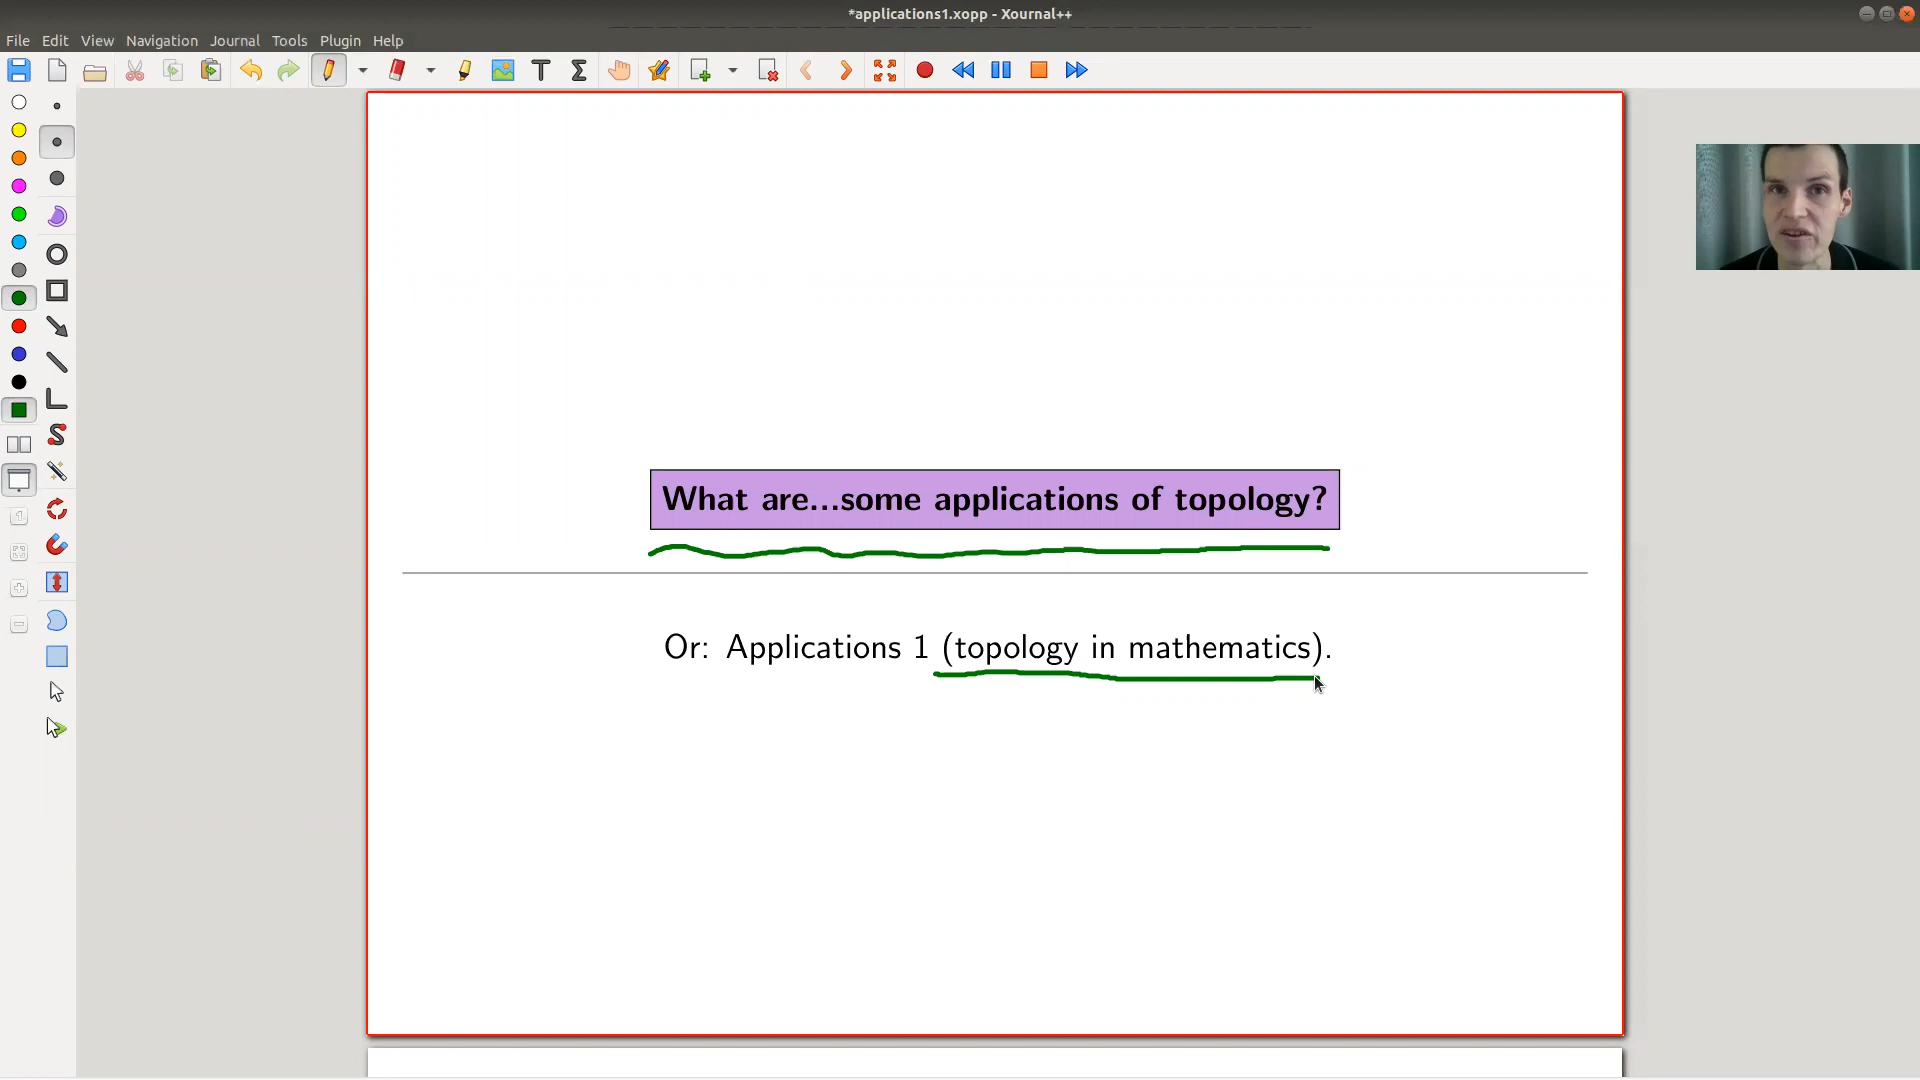 *applications1.xopp - Xournal++
File Edit View Navigation Journal Tools Plugin Help
What are...some applications of topology?
Or: Applications 1 (topology in mathematics).